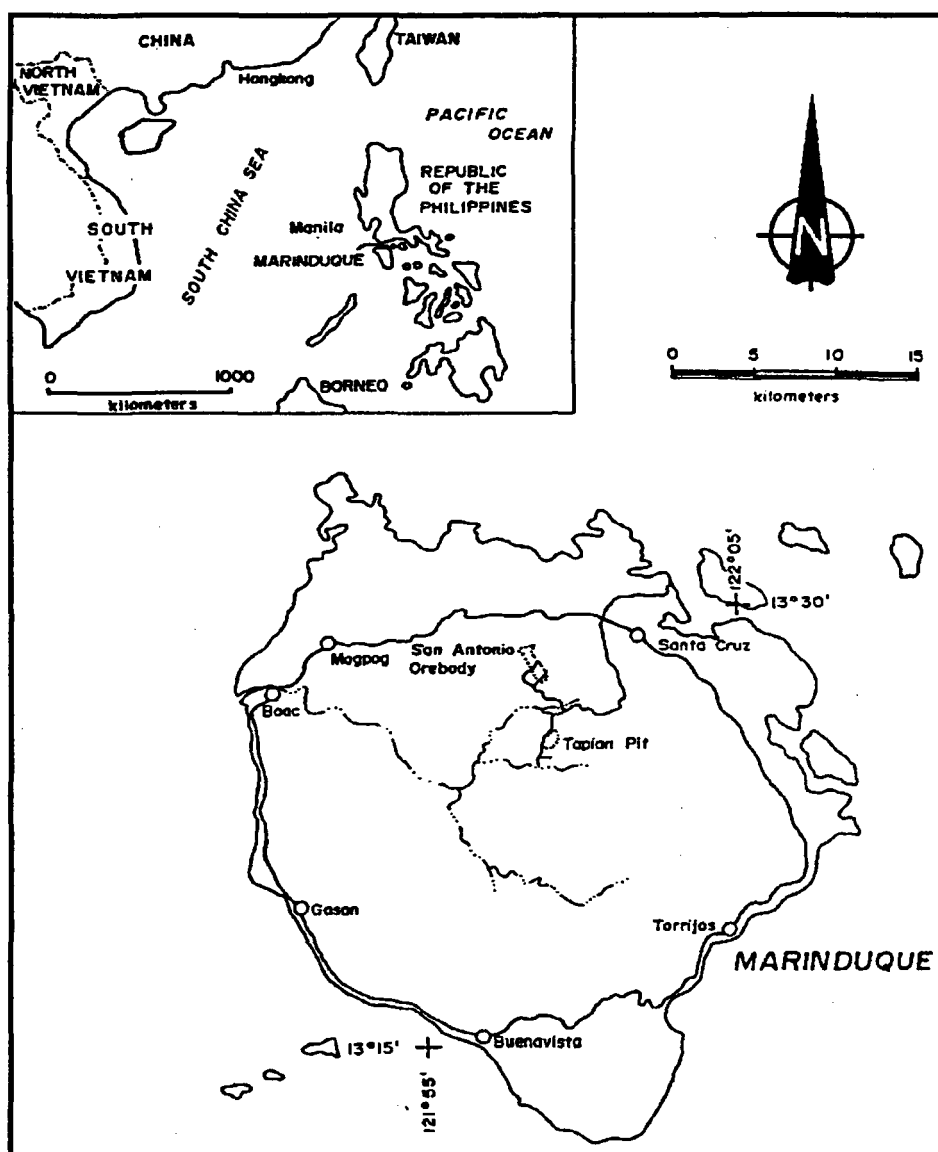 CHINA
TAIWAN
NORTH
VIETNAM
Hongkong
PACIFIC
OCEAN
REPUBLIC
OF THE
PHILIPPINES
SOUTH CHINA SEA
Manila
MARINDUQUE
SOUTH
VIETNAM
BORNEO
0 1000
kilometers
N
0 5 10 15
kilometers
122°05'
13°30'
Mogpog
San Antonio
Orebody
Santa Cruz
Boac
Tapian Pit
Gasan
Torrijos
MARINDUQUE
Buenavista
13°15'
121°55'